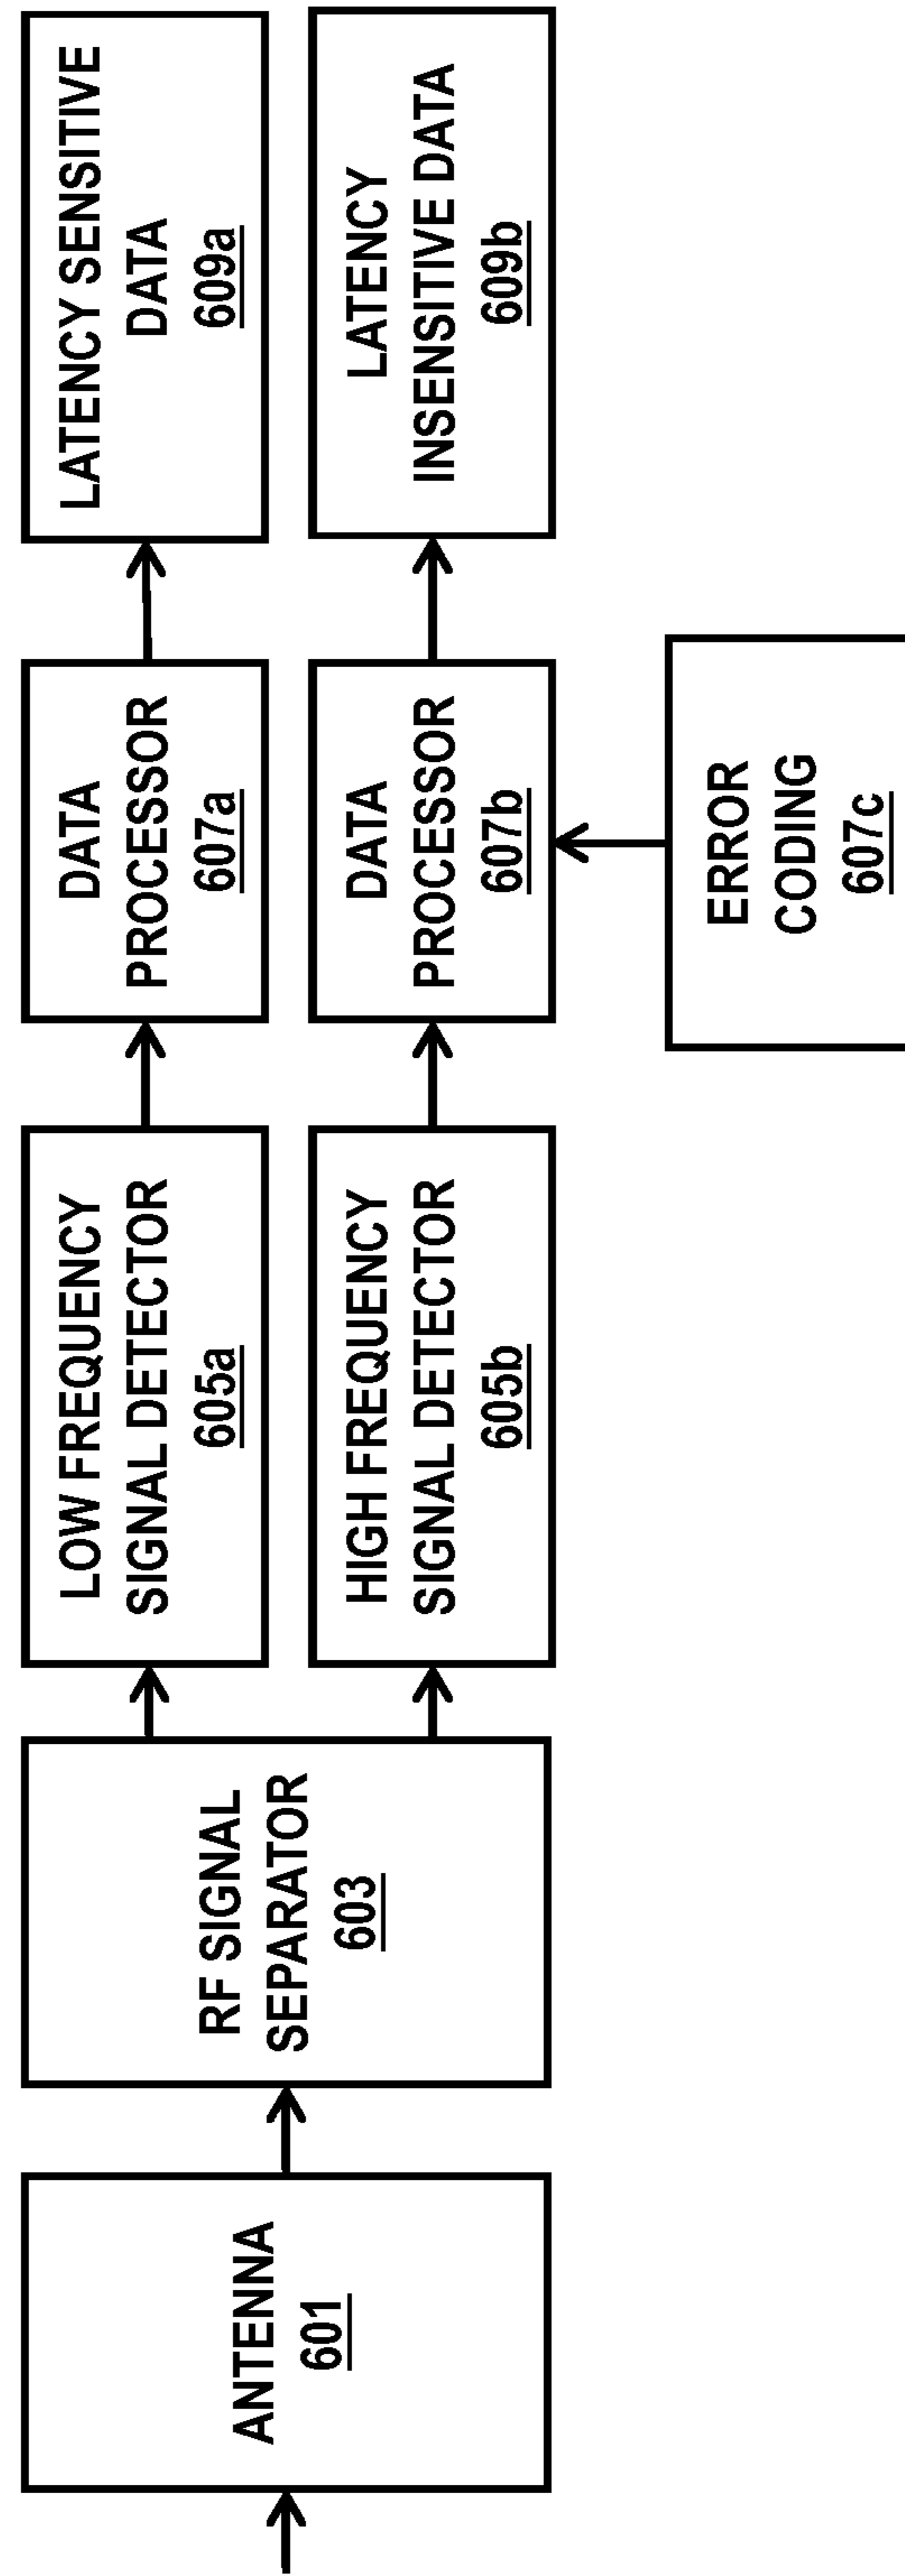 ANTENNA
601
RF SIGNAL
SEPARATOR
603
LOW FREQUENCY
SIGNAL DETECTOR
605a
HIGH FREQUENCY
SIGNAL DETECTOR
605b
DATA
PROCESSOR
607a
DATA
PROCESSOR
607b
ERROR
CODING
607c
LATENCY SENSITIVE
DATA
609a
LATENCY
INSENSITIVE DATA
609b